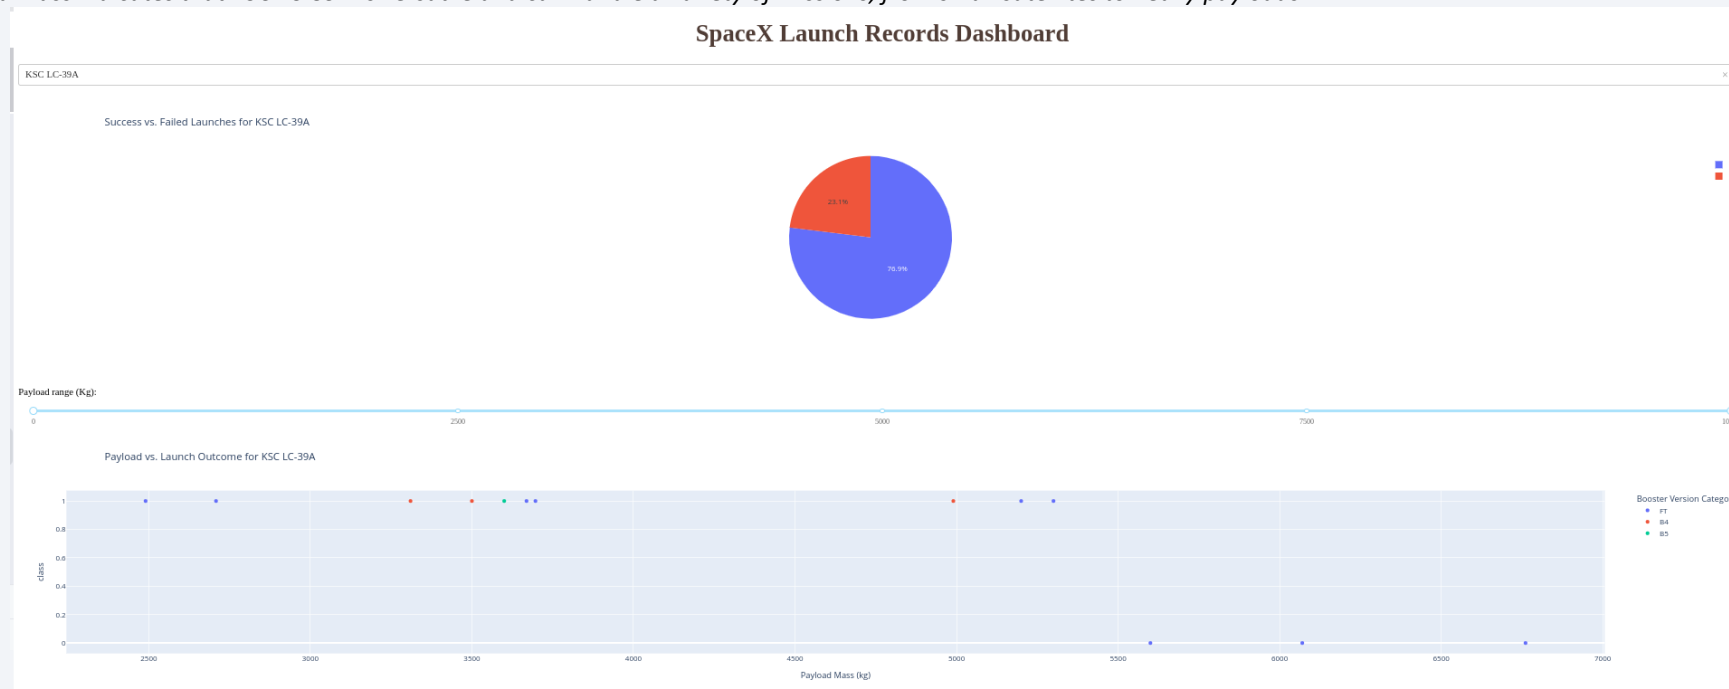 SpaceX Launch Records Dashboard
KSC LC-39A ×
Success vs. Failed Launches for KSC LC-39A
23.1%
76.9%
Payload range (Kg):
0 2500 5000 7500 10
Payload vs. Launch Outcome for KSC LC-39A
Booster Version Catego
FT
B4
B5
1
0.8
0.6
0.4
0.2
0
class
2500 3000 3500 4000 4500 5000 5500 6000 6500 7000
Payload Mass (kg)